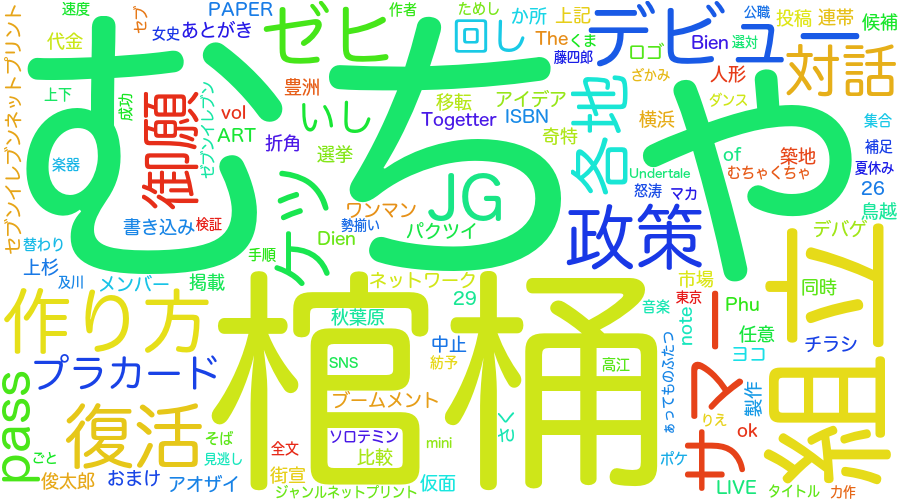 むちゃ
棺桶
組立
政策
復活
作り方
プラカード
pass
サマー
御願
ゼヒ
回し
デビュー
対話
各地
JG
いし
ケッ
セブンイレブンネットプリント
速度
代金
上下
セブ
女史
PAPER
あとがき
成功
楽器
作者
ためし
か所
上記
The
くま
藤四郎
ロゴ
ざかみ
Bien
選対
公職
投稿
連帯
候補
人形
ダンス
集合
補足
夏休み
26
鳥越
豊洲
vol
ART
セブンイレブン
折角
選挙
移転
アイデア
Togetter
ISBN
奇特
横浜
Undertale
怒涛
マカ
of
築地
むちゃくちゃ
デバゲ
同時
書き込み
検証
替わり
上杉
及川
メンバー
掲載
手順
ワンマン
勢揃い
Dien
パクツイ
ネットワーク
29
秋葉原
SNS
中止
紡予
高江
市場
東京
音楽
note
Phu
任意
ヨコ
チラシ
ぁってものふたつ
製作
ok
りえ
ポケ
LIVE
タイトル
力作
ブームメント
ソロテミン
mini
比較
さく
仮面
街宣
全文
ジャンルネットプリント
そば
見逃し
ごと
俊太郎
おまけ
アオザイ